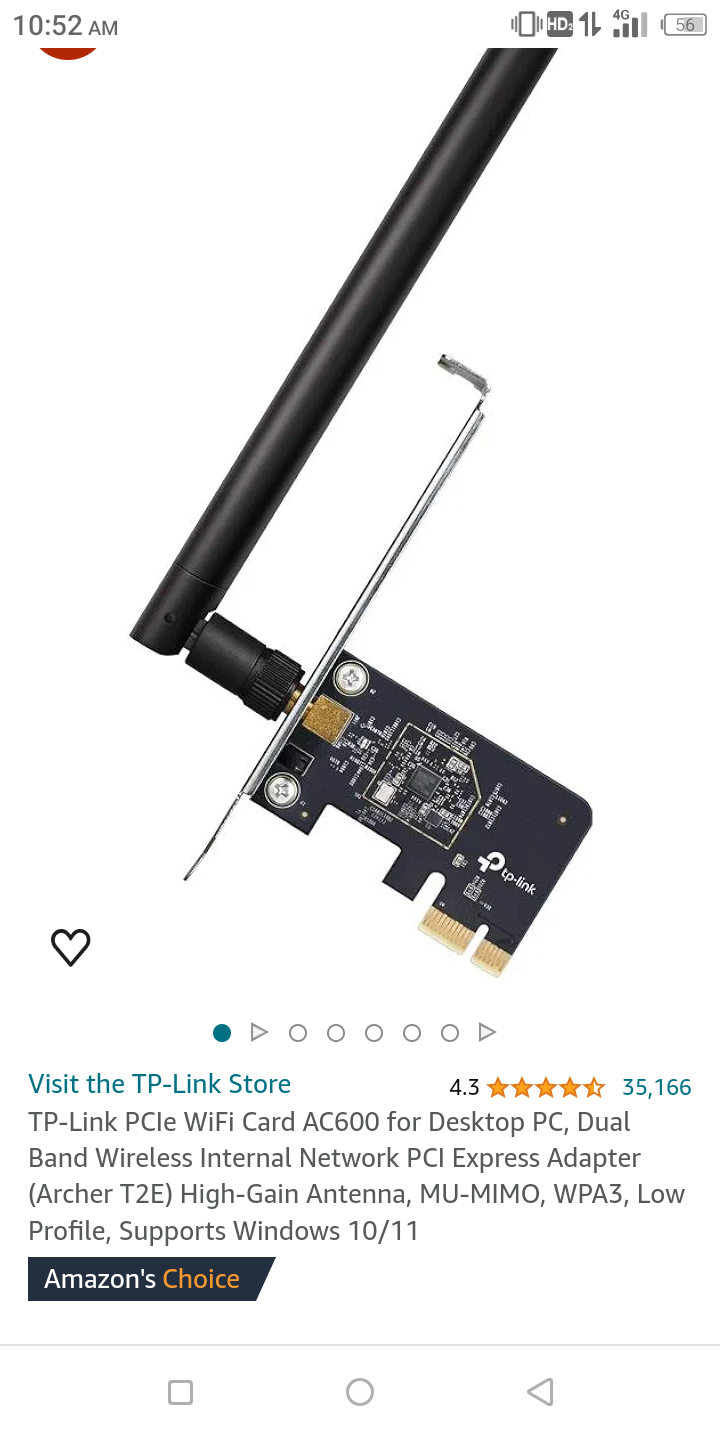 10:52 AM
HD₂
4G
56
tp-link
Visit the TP-Link Store
4.3
35,166
TP-Link PCIe WiFi Card AC600 for Desktop PC, Dual
Band Wireless Internal Network PCI Express Adapter
(Archer T2E) High-Gain Antenna, MU-MIMO, WPA3, Low
Profile, Supports Windows 10/11
Amazon's Choice